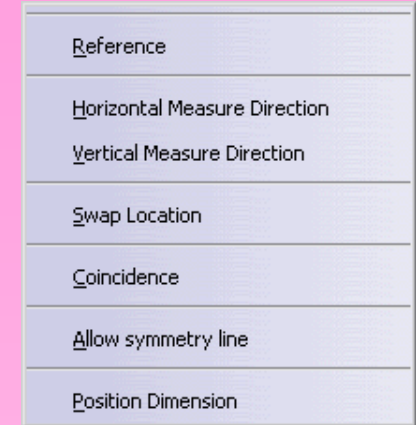 Reference
Horizontal Measure Direction
Vertical Measure Direction
Swap Location
Coincidence
Allow symmetry line
Position Dimension